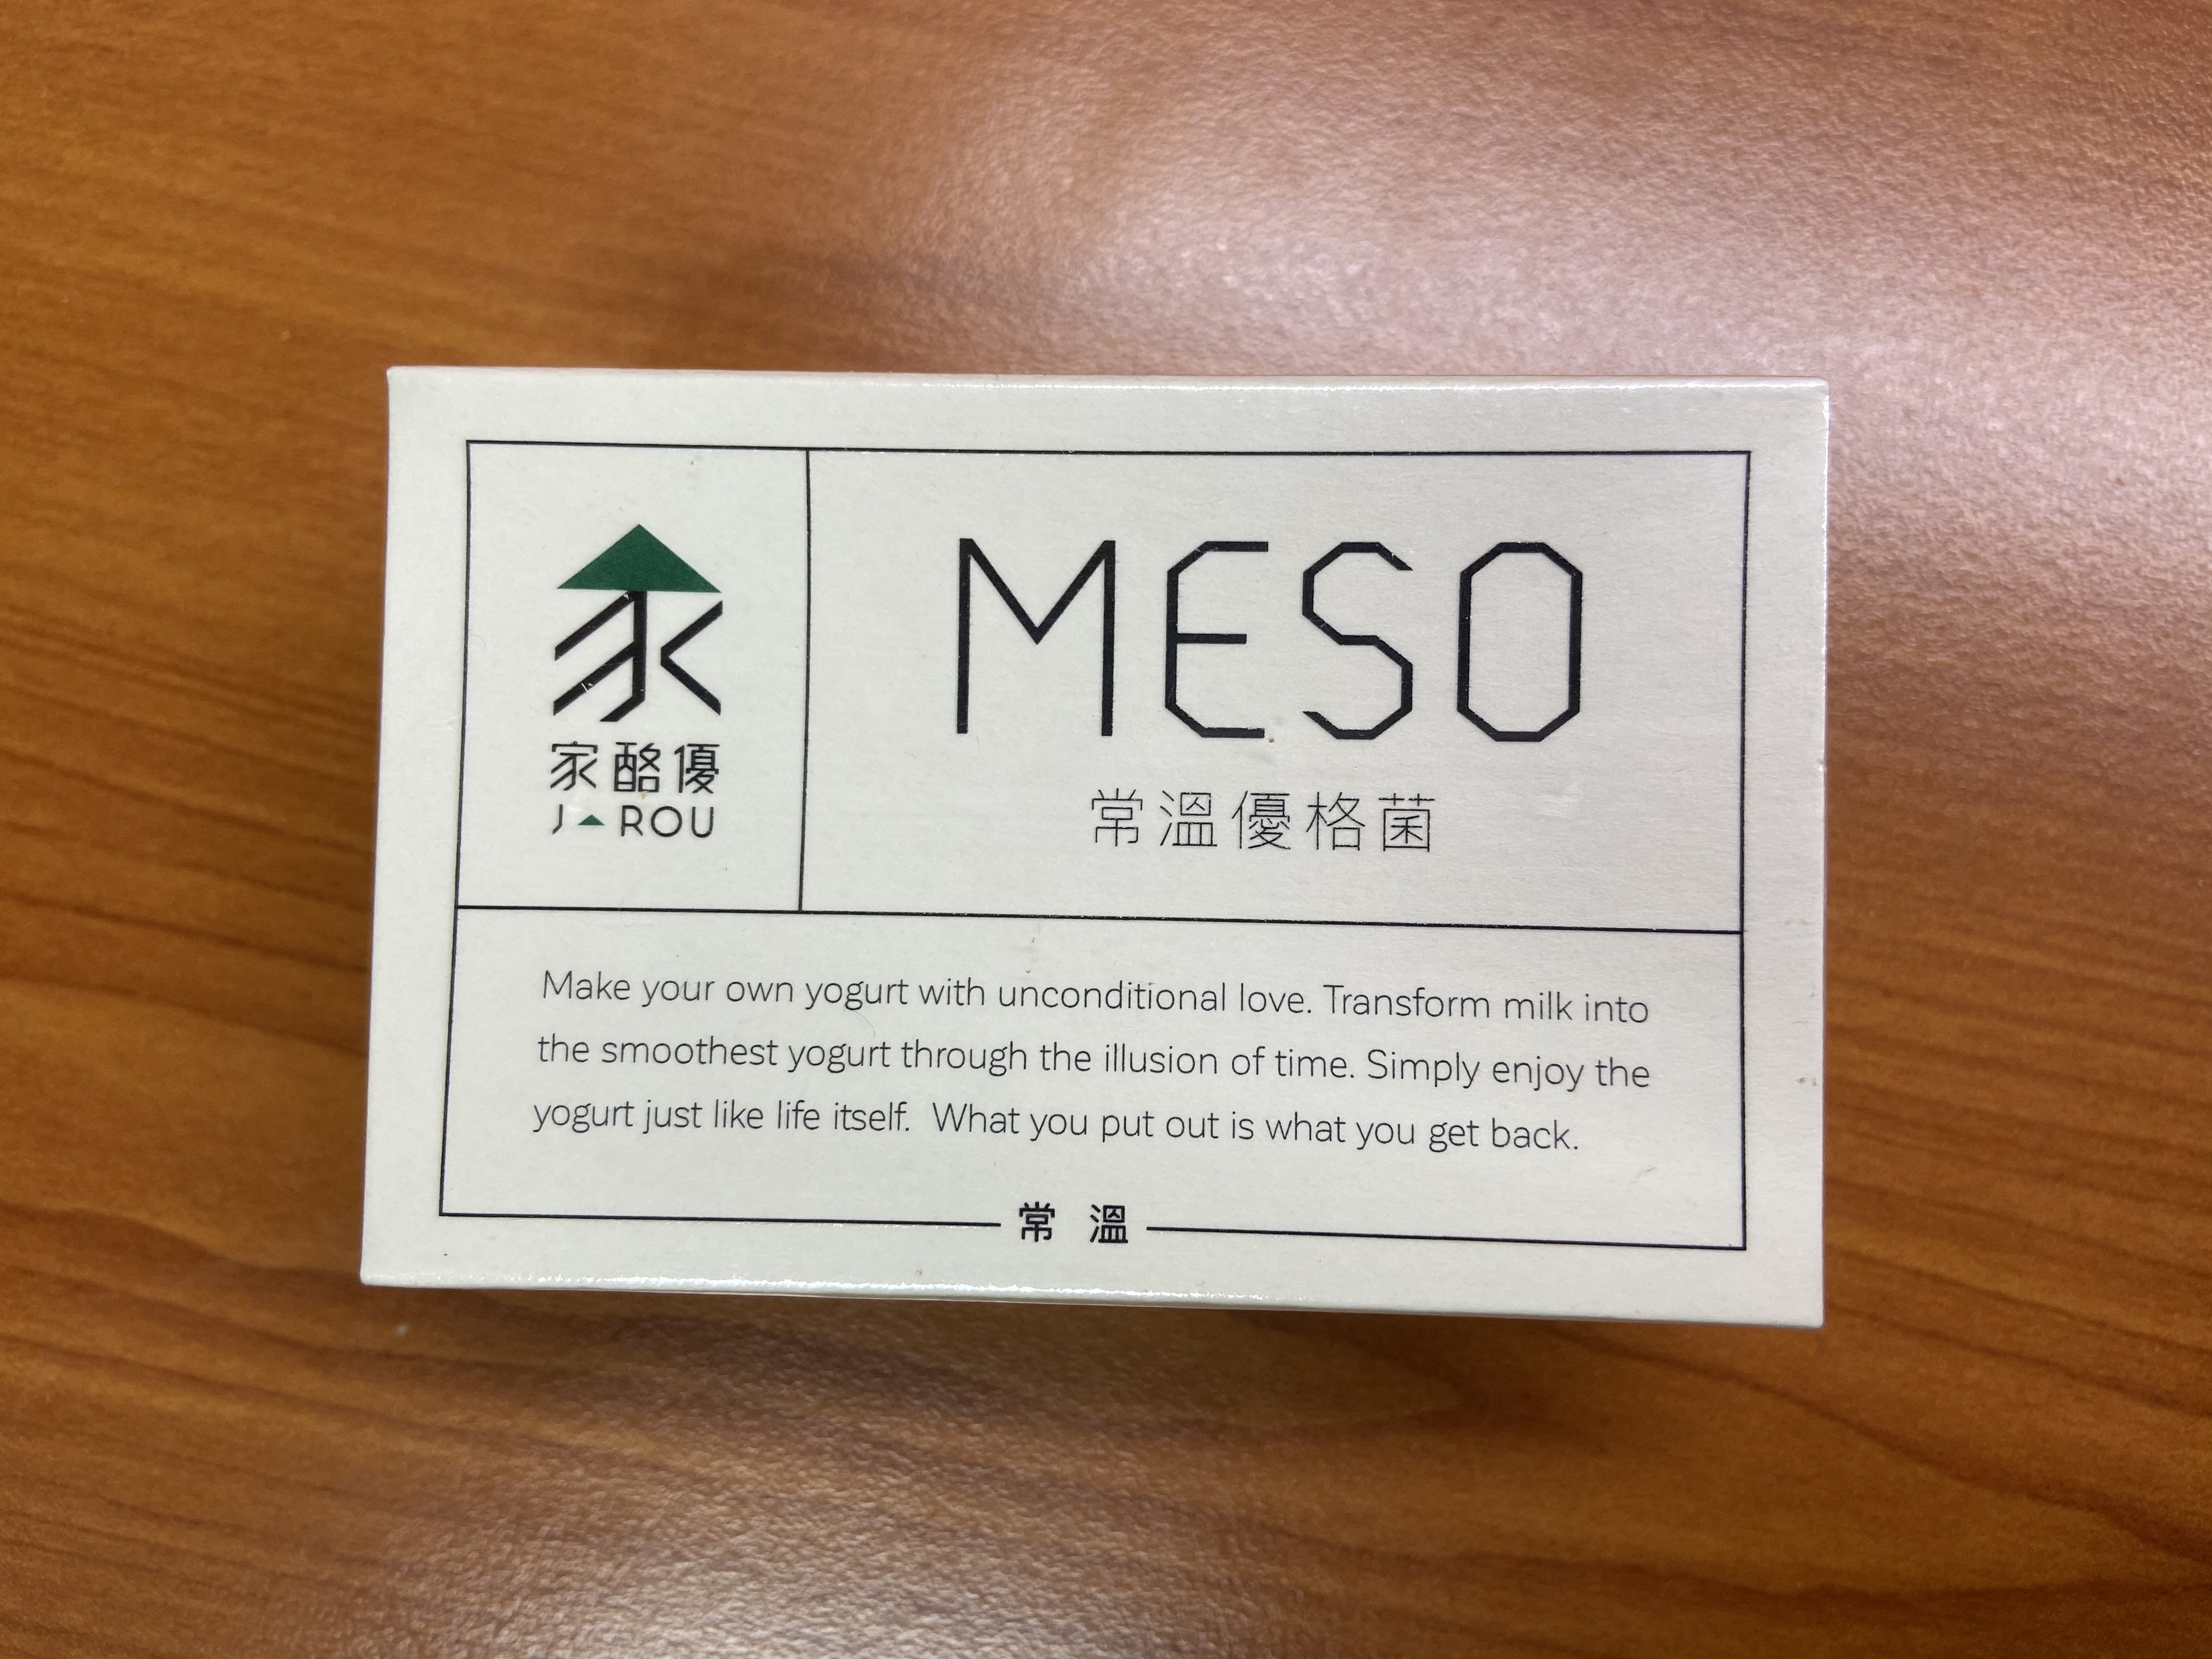 家
家酪優
JAROU
MESO
常溫優格菌
Make your own yogurt with unconditional love. Transform milk into
the smoothest yogurt through the illusion of time. Simply enjoy the
yogurt just like life itself.  What you put out is what you get back.
常溫